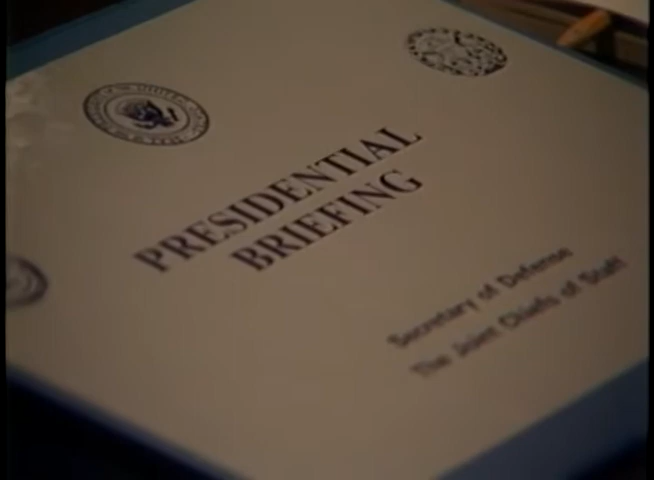 PRESIDENTIAL
BRIEFING
Secretary of Defense
The Joint Chiefs of Staff